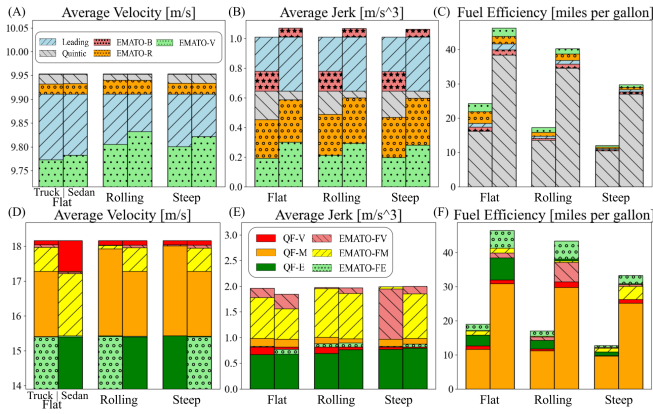 (A)
Average Velocity [m/s]
10.05
10.00
9.95
9.90
9.85
9.80
9.75
Leading
EMATO-B
EMATO-V
Quintic
EMATO-R
Truck | Sedan
Flat
Rolling
Steep
(B)
Average Jerk [m/s^3]
1.0
0.8
0.6
0.4
0.2
0.0
Flat
Rolling
Steep
(C)
Fuel Efficiency [miles per gallon]
40
30
20
10
0
Flat
Rolling
Steep
(D)
Average Velocity [m/s]
18
17
16
15
14
Truck | Sedan
Flat
Rolling
Steep
(E)
Average Jerk [m/s^3]
3.0
2.5
2.0
1.5
1.0
0.5
0.0
QF-V
EMATO-FV
QF-M
EMATO-FM
QF-E
EMATO-FE
Flat
Rolling
Steep
(F)
Fuel Efficiency [miles per gallon]
40
30
20
10
0
Flat
Rolling
Steep